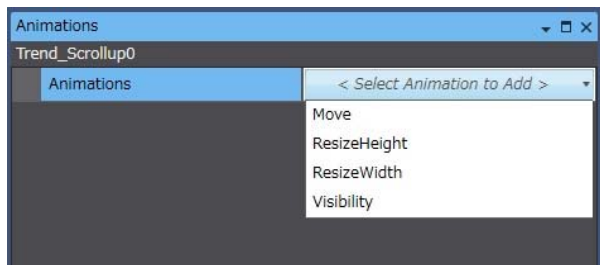 Animations
Trend_Scrollup0
Animations < Select Animation to Add >
Move
ResizeHeight
ResizeWidth
Visibility